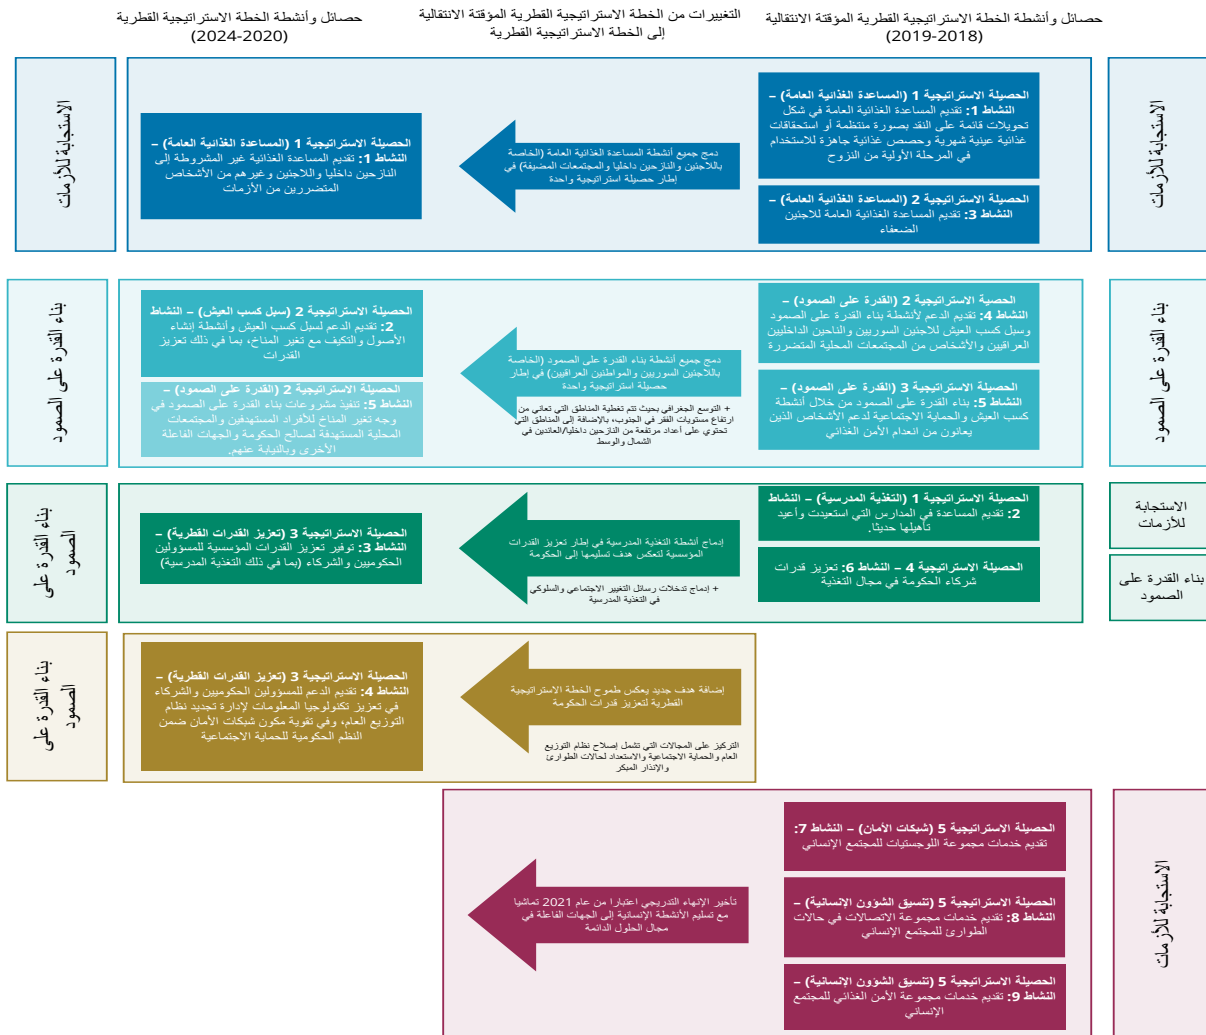 حصائل وأنشطة الخطة الاستراتيجية القطرية المؤقتة الانتقالية
(2018-2019)
التغييرات من الخطة الاستراتيجية القطرية المؤقتة الانتقالية
إلى الخطة الاستراتيجية القطرية
حصائل وأنشطة الخطة الاستراتيجية القطرية
(2020-2024)
الاستجابة للأزمات
الحصيلة الاستراتيجية 1 (المساعدة الغذائية العامة) –
النشاط 1: تقديم المساعدة الغذائية العامة في شكل
تحويلات قائمة على النقد بصورة منتظمة أو استحقاقات
غذائية عينية شهرية وحصص غذائية جاهزة للاستخدام
في المرحلة الأولية من النزوح
الحصيلة الاستراتيجية 2 (المساعدة الغذائية العامة) –
النشاط 3: تقديم المساعدة الغذائية العامة للاجئين
الضعفاء
دمج جميع أنشطة المساعدة الغذائية العامة (الخاصة
باللاجئين والنازحين داخليا والمجتمعات المضيفة) في
إطار حصيلة استراتيجية واحدة
الحصيلة الاستراتيجية 1 (المساعدة الغذائية العامة) –
النشاط 1: تقديم المساعدة الغذائية غير المشروطة إلى
النازحين داخليا واللاجئين وغيرهم من الأشخاص
المتضررين من الأزمات
الاستجابة للأزمات
بناء القدرة على الصمود
الحصية الاستراتيجية 2 (القدرة على الصمود) –
النشاط 4: تقديم الدعم لأنشطة بناء القدرة على الصمود
وسبل كسب العيش للاجئين السوريين والناحين الداخليين
العراقيين والأشخاص من المجتمعات المحلية المتضررة
الحصيلة الاستراتيجية 3 (القدرة على الصمود) –
النشاط 5: بناء القدرة على الصمود من خلال أنشطة
كسب العيش والحماية الاجتماعية لدعم الأشخاص الذين
يعانون من انعدام الأمن الغذائي
دمج جميع أنشطة بناء القدرة على الصمود (الخاصة
باللاجئين السوريين والمواطنين العراقيين) في إطار
حصيلة استراتيجية واحدة
+ التوسع الجغرافي بحيث تتم تغطية المناطق التي تعاني من
ارتفاع مستويات الفقر في الجنوب، بالإضافة إلى المناطق التي
تحتوي على أعداد مرتفعة من النازحين داخليا/العائدين في
الشمال والوسط
الحصيلة الاستراتيجية 2 (سبل كسب العيش) – النشاط
2: تقديم الدعم لسبل كسب العيش وأنشطة إنشاء
الأصول والتكيف مع تغير المناخ، بما في ذلك تعزيز
القدرات
الحصيلة الاستراتيجية 2 (القدرة على الصمود) –
النشاط 5: تنفيذ مشروعات بناء القدرة على الصمود في
وجه تغير المناخ للأفراد المستهدفين والمجتمعات
المحلية المستهدفة لصالح الحكومة والجهات الفاعلة
الأخرى وبالنيابة عنهم.
بناء القدرة على الصمود
الاستجابة
للأزمات
بناء القدرة على
الصمود
الحصيلة الاستراتيجية 1 (التغذية المدرسية) – النشاط
2: تقديم المساعدة في المدارس التي استعيدت وأعيد
تأهيلها حديثا.
الحصيلة الاستراتيجية 4 – النشاط 6: تعزيز قدرات
شركاء الحكومة في مجال التغذية
إدماج أنشطة التغذية المدرسية في إطار تعزيز القدرات
المؤسسية لتعكس هدف تسليمها إلى الحكومة
+ إدماج تدخلات رسائل التغيير الاجتماعي والسلوكي
في التغذية المدرسية
الحصيلة الاستراتيجية 3 (تعزيز القدرات القطرية) –
النشاط 3: توفير تعزيز القدرات المؤسسية للمسؤولين
الحكوميين والشركاء (بما في ذلك التغذية المدرسية)
بناء القدرة على
الصمود
إضافة هدف جديد يعكس طموح الخطة الاستراتيجية
القطرية لتعزيز قدرات الحكومة
التركيز على المجالات التي تشمل إصلاح نظام التوزيع
العام والحماية الاجتماعية والاستعداد لحالات الطوارئ
والإنذار المبكر
الحصيلة الاستراتيجية 3 (تعزيز القدرات القطرية) –
النشاط 4: تقديم الدعم للمسؤولين الحكوميين والشركاء
في تعزيز تكنولوجيا المعلومات لإدارة تجديد نظام
التوزيع العام، وفي تقوية مكون شبكات الأمان ضمن
النظم الحكومية للحماية الاجتماعية
بناء القدرة على
الصمود
الاستجابة للأزمات
الحصيلة الاستراتيجية 5 (شبكات الأمان) – النشاط 7:
تقديم خدمات مجموعة اللوجستيات للمجتمع الإنساني
الحصيلة الاستراتيجية 5 (تنسيق الشؤون الإنسانية) –
النشاط 8: تقديم خدمات مجموعة الاتصالات في حالات
الطوارئ للمجتمع الإنساني
الحصيلة الاستراتيجية 5 (تنسيق الشؤون الإنسانية) –
النشاط 9: تقديم خدمات مجموعة الأمن الغذائي للمجتمع
الإنساني
تأخير الإنهاء التدريجي اعتبارا من عام 2021 تماشيا
مع تسليم الأنشطة الإنسانية إلى الجهات الفاعلة في
مجال الحلول الدائمة